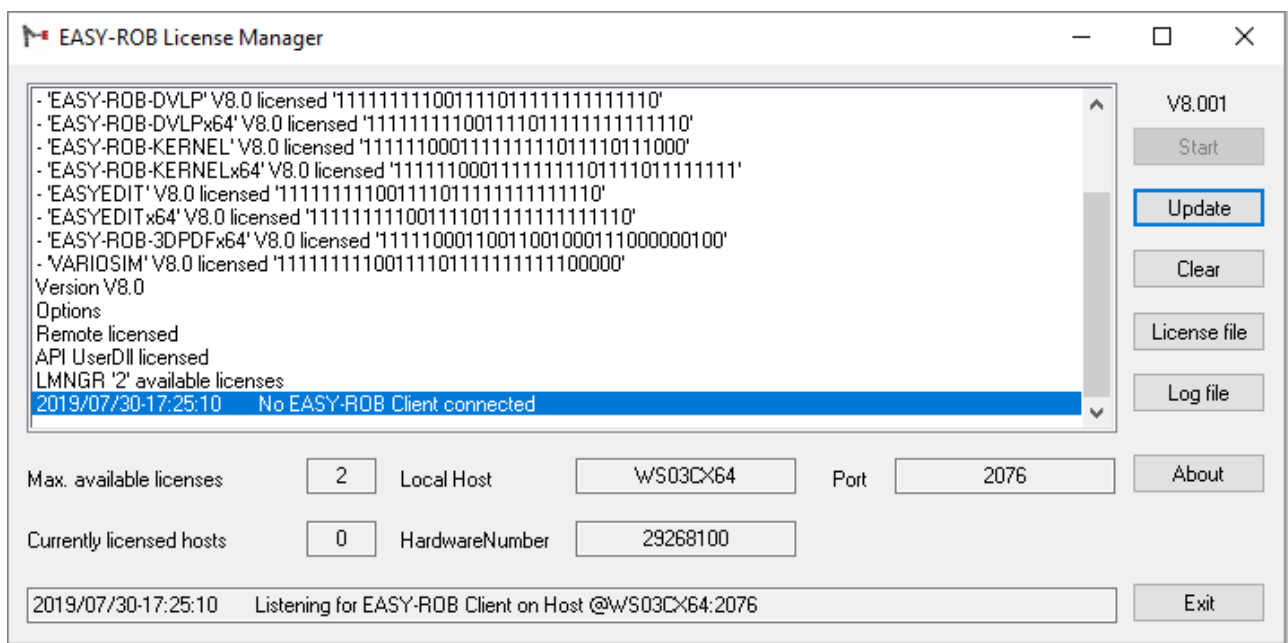 EASY-ROB License Manager
- 'EASY-ROB-DVLP' V8.0 licensed '11111111100111101111111111110'
- 'EASY-ROB-DVLPx64' V8.0 licensed '11111111100111101111111111110'
- 'EASY-ROB-KERNEL' V8.0 licensed '11111100011111111101111011000'
- 'EASY-ROB-KERNELx64' V8.0 licensed '11111100011111111101111011111111'
- 'EASYEDIT' V8.0 licensed '11111111100111101111111111110'
- 'EASYEDITx64' V8.0 licensed '11111111100111101111111111110'
- 'EASY-ROB-3DPDFx64' V8.0 licensed '11111000110011001000111000000100'
- 'VARIOSIM' V8.0 licensed '11111111100111101111111111100000'
Version V8.0
Options
Remote licensed
API UserDll licensed
LMNGR '2' available licenses
2019/07/30-17:25:10 No EASY-ROB Client connected
V8.001
Start
Update
Clear
License file
Log file
Max. available licenses 2 Local Host WS03CX64 Port 2076 About
Currently licensed hosts 0 HardwareNumber 29268100
2019/07/30-17:25:10 Listening for EASY-ROB Client on Host @WS03CX64:2076 Exit